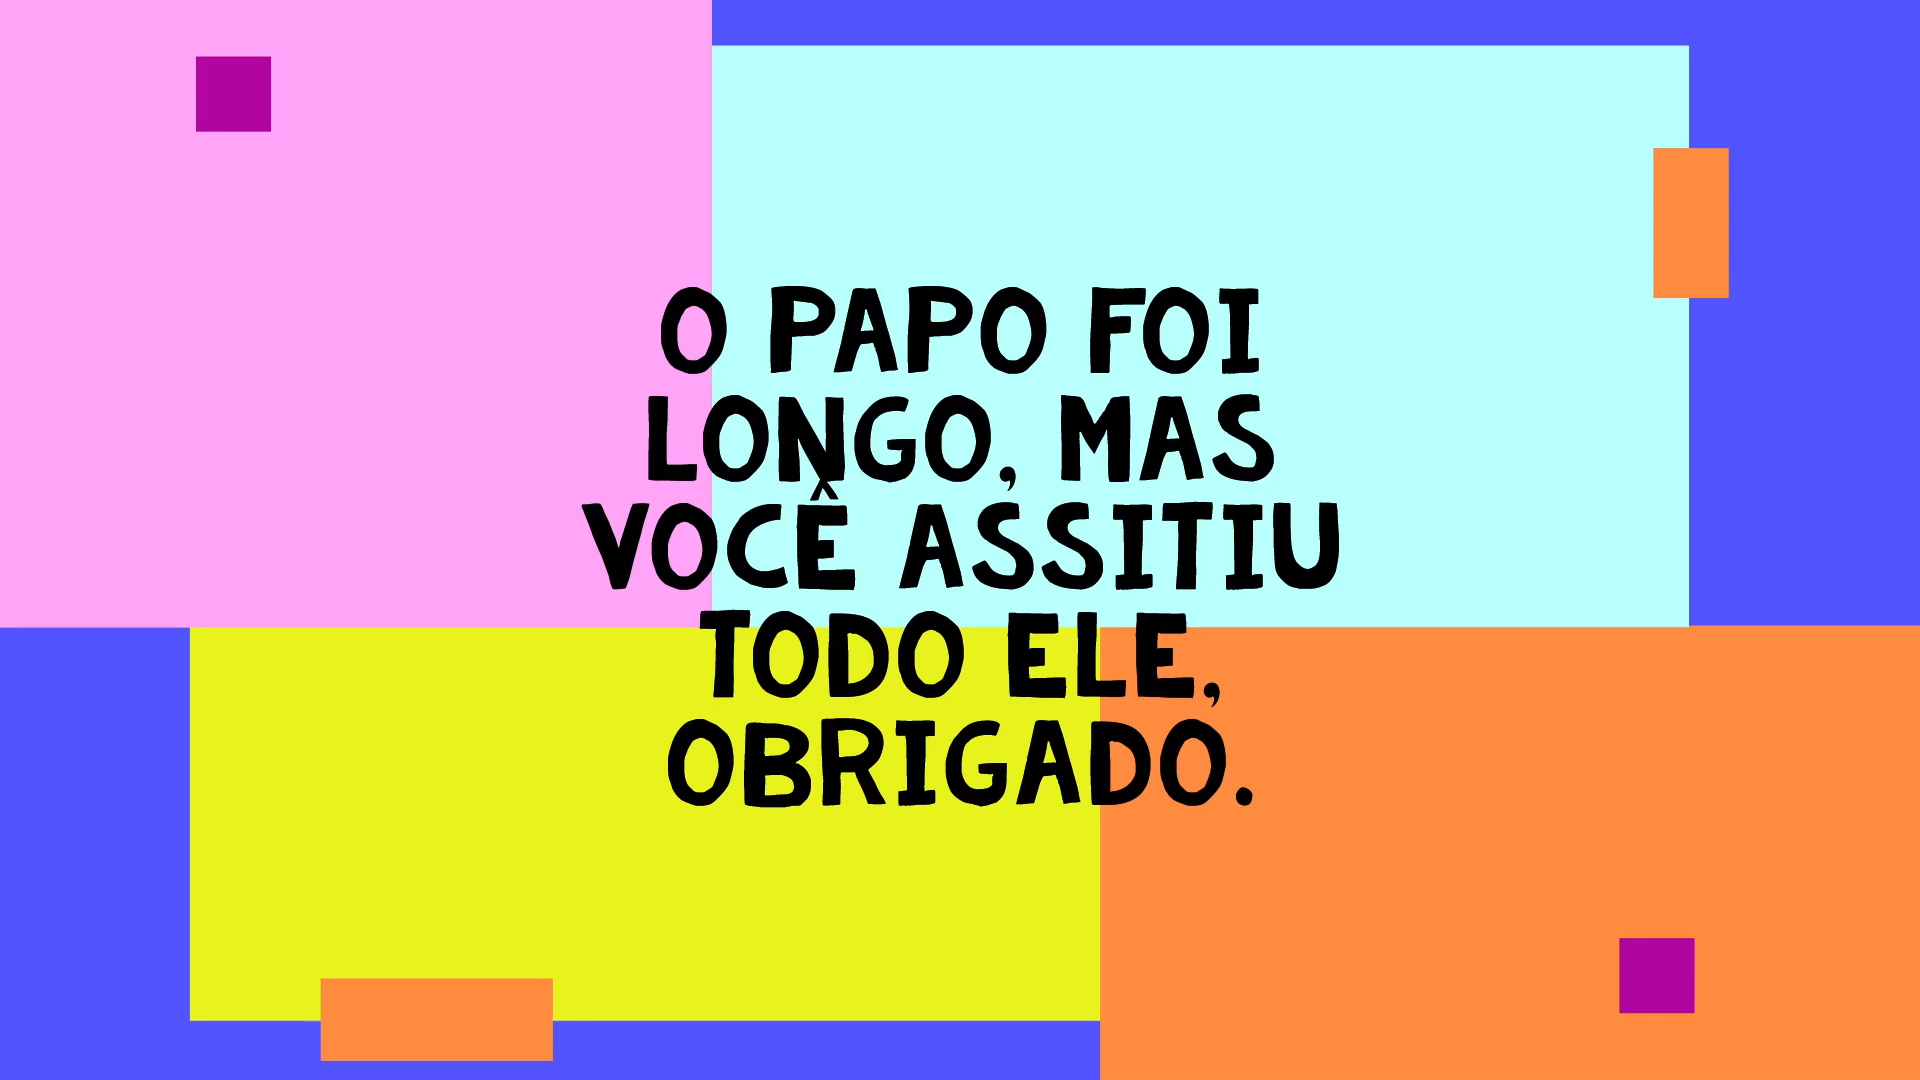 O PAPO FOI
LONGO, MAS
VOCÊ ASSITIU
TODO ELE,
OBRIGADO.